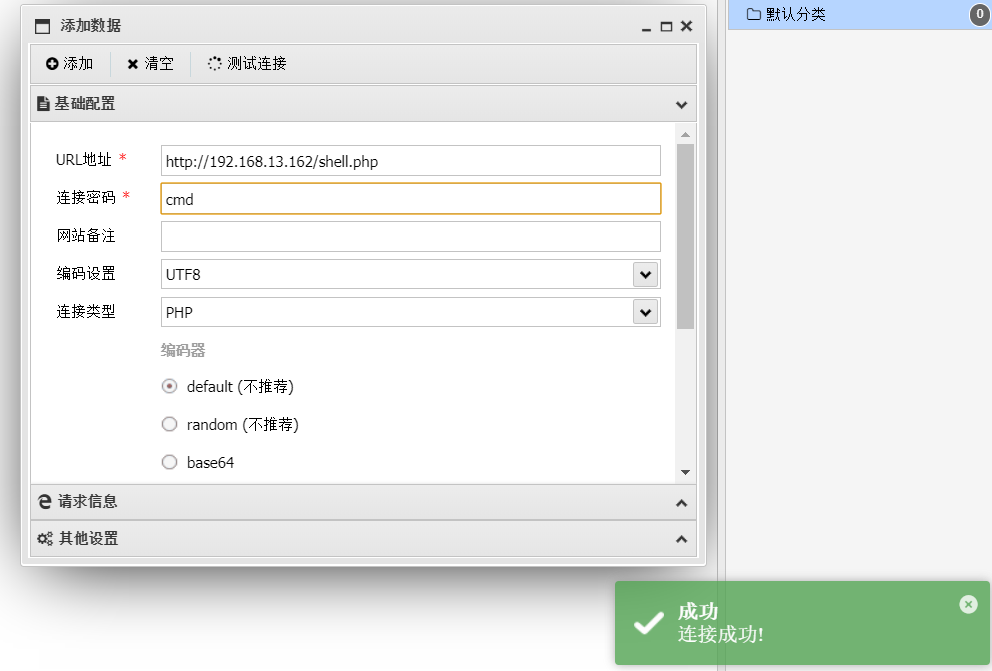 添加数据
添加 清空 测试连接
基础配置
URL地址 * http://192.168.13.162/shell.php
连接密码 * cmd
网站备注
编码设置 UTF8
连接类型 PHP
编码器
default (不推荐)
random (不推荐)
base64
请求信息
其他设置
默认分类 0
成功
连接成功!